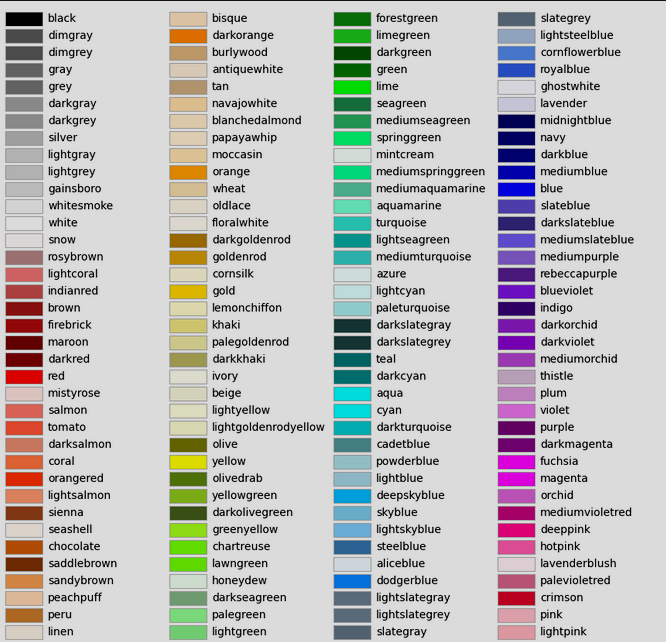 black
dimgray
dimgrey
gray
grey
darkgray
darkgrey
silver
lightgray
lightgrey
gainsboro
whitesmoke
white
snow
rosybrown
lightcoral
indianred
brown
firebrick
maroon
darkred
red
mistyrose
salmon
tomato
darksalmon
coral
orangered
lightsalmon
sienna
seashell
chocolate
saddlebrown
sandybrown
peachpuff
peru
linen
bisque
darkorange
burlywood
antiquewhite
tan
navajowhite
blanchedalmond
papayawhip
moccasin
orange
wheat
oldlace
floralwhite
darkgoldenrod
goldenrod
cornsilk
gold
lemonchiffon
khaki
palegoldenrod
darkkhaki
ivory
beige
lightyellow
lightgoldenrodyellow
olive
yellow
olivedrab
yellowgreen
darkolivegreen
greenyellow
chartreuse
lawngreen
honeydew
darkseagreen
palegreen
lightgreen
forestgreen
limegreen
darkgreen
green
lime
seagreen
mediumseagreen
springgreen
mintcream
mediumspringgreen
mediumaquamarine
aquamarine
turquoise
lightseagreen
mediumturquoise
azure
lightcyan
paleturquoise
darkslategray
darkslategrey
teal
darkcyan
aqua
cyan
darkturquoise
cadetblue
powderblue
lightblue
deepskyblue
skyblue
lightskyblue
steelblue
aliceblue
dodgerblue
lightslategray
lightslategrey
slategray
slategrey
lightsteelblue
cornflowerblue
royalblue
ghostwhite
lavender
midnightblue
navy
darkblue
mediumblue
blue
slateblue
darkslateblue
mediumslateblue
mediumpurple
rebeccapurple
blueviolet
indigo
darkorchid
darkviolet
mediumorchid
thistle
plum
violet
purple
darkmagenta
fuchsia
magenta
orchid
mediumvioletred
deeppink
hotpink
lavenderblush
palevioletred
crimson
pink
lightpink